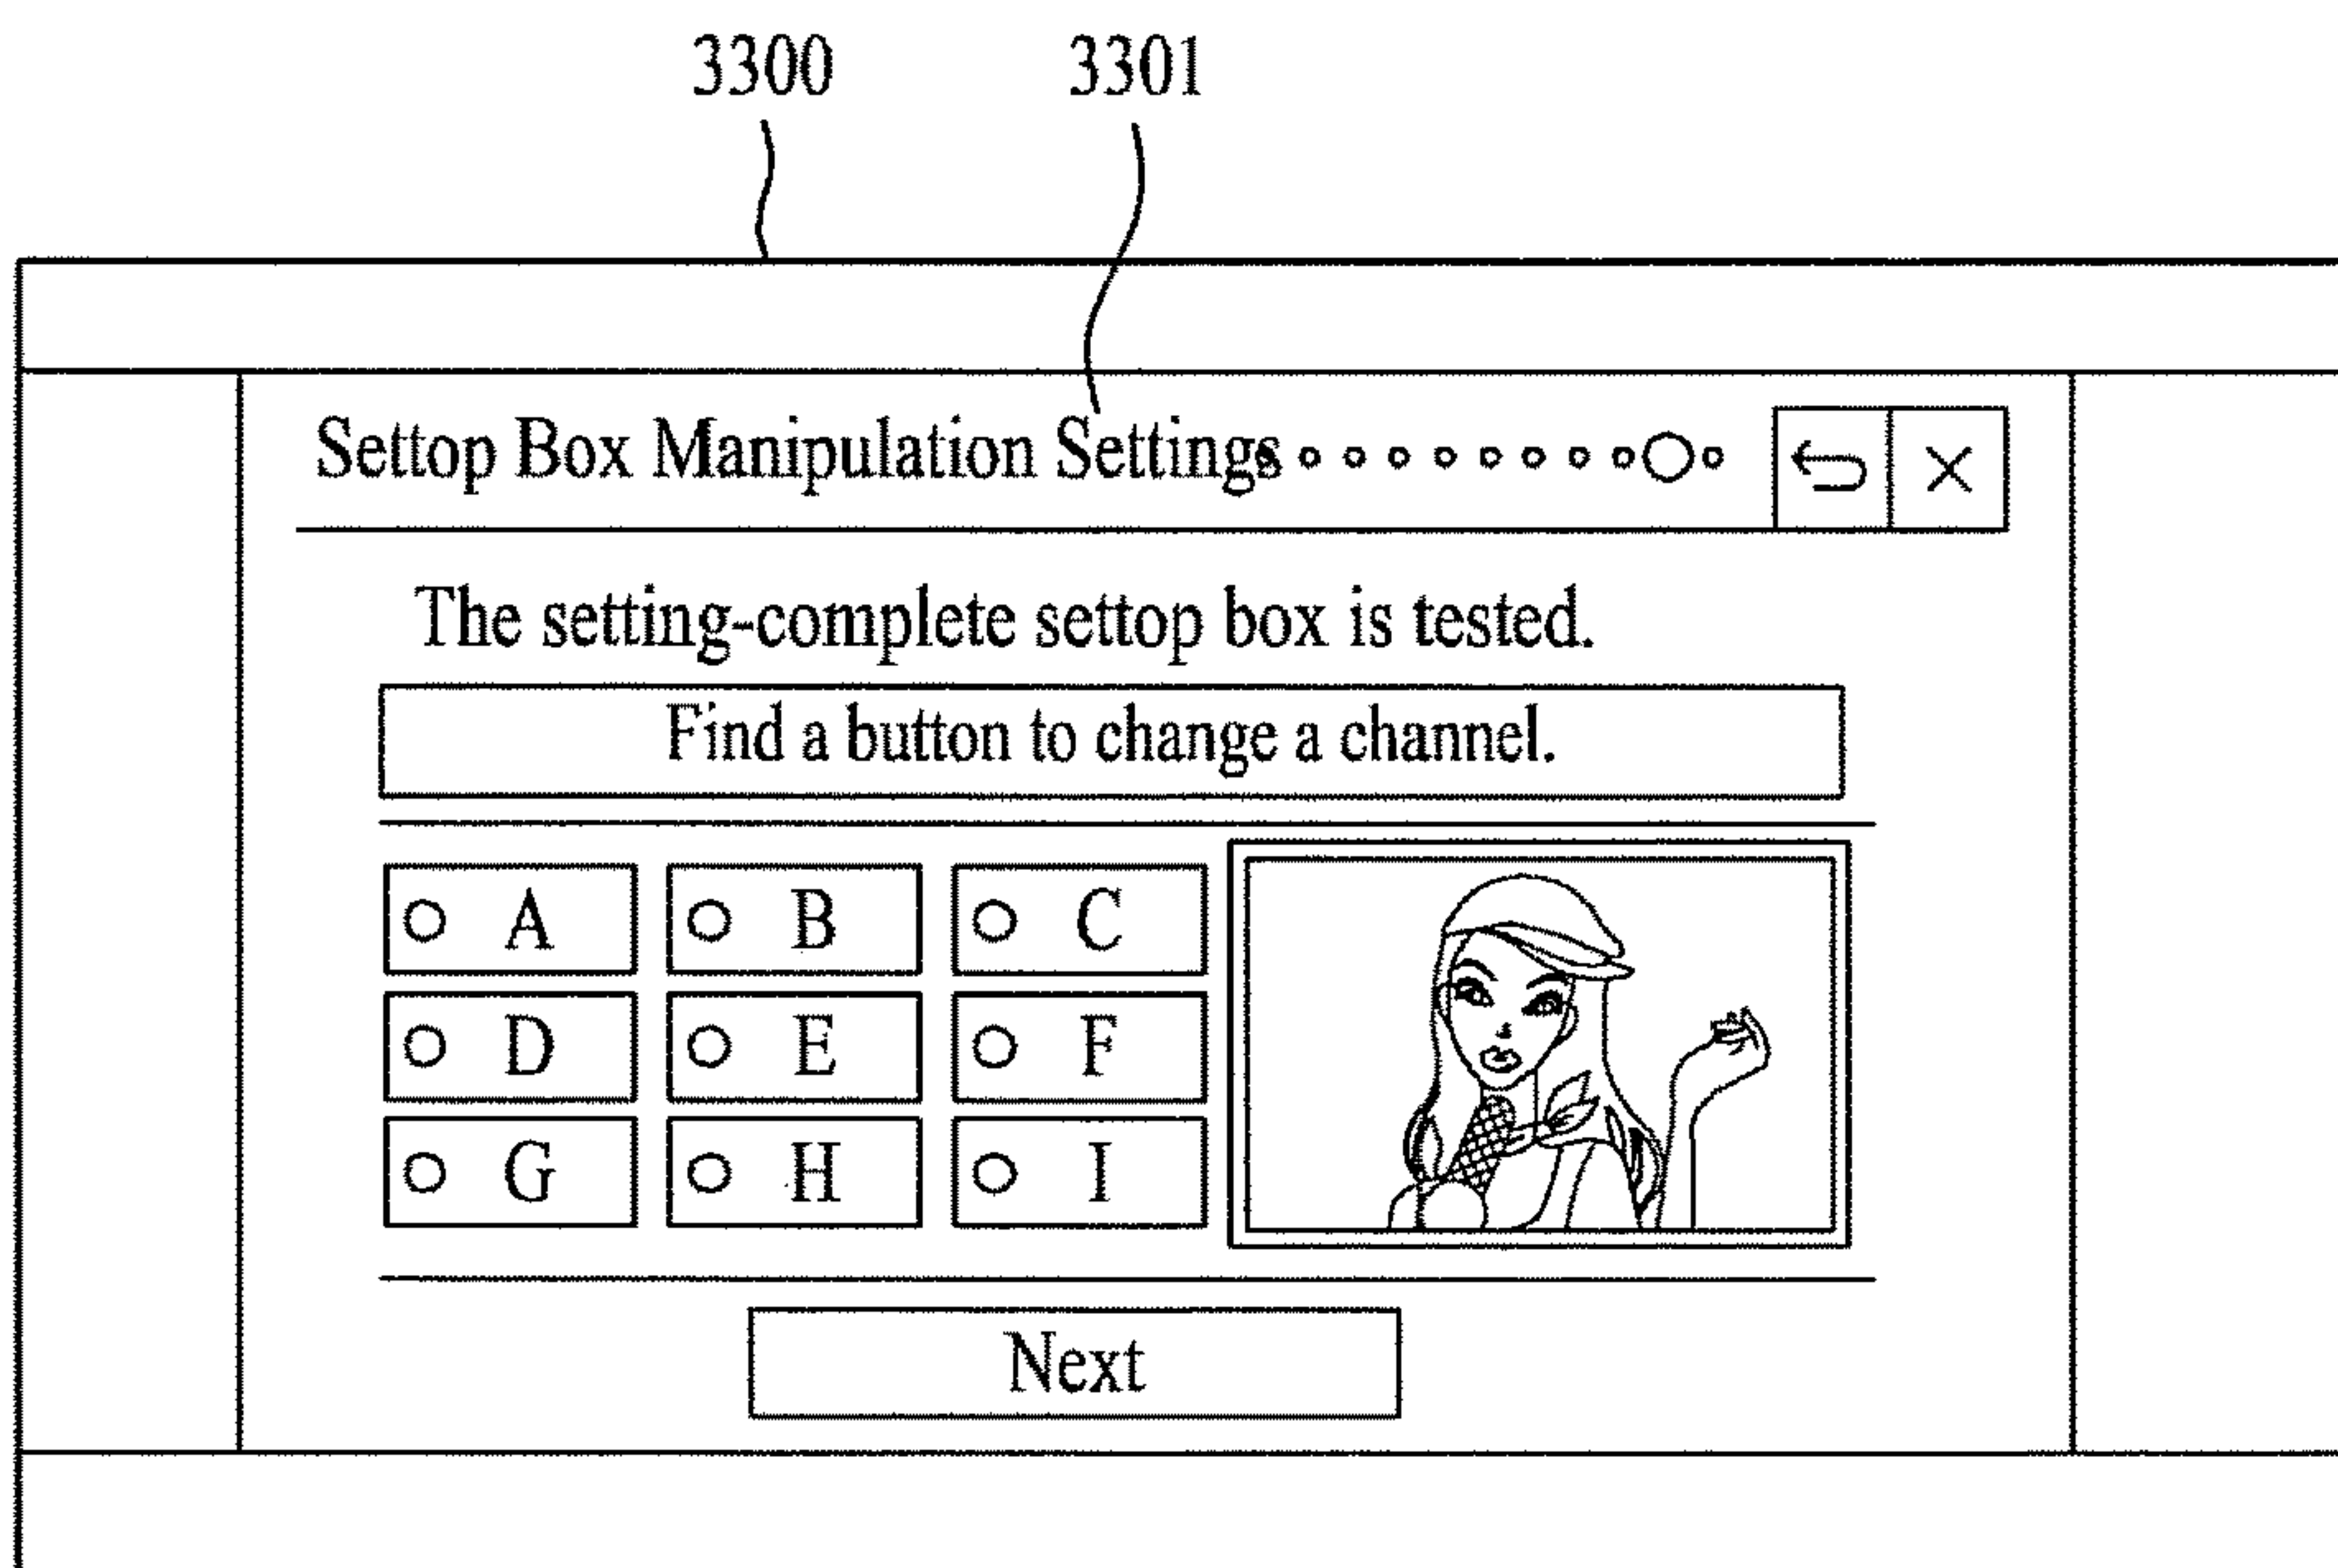 3300 3301
Settop Box Manipulation Settings
The setting-complete settop box is tested.
Find a button to change a channel.
A B C
D E F
G H I
Next